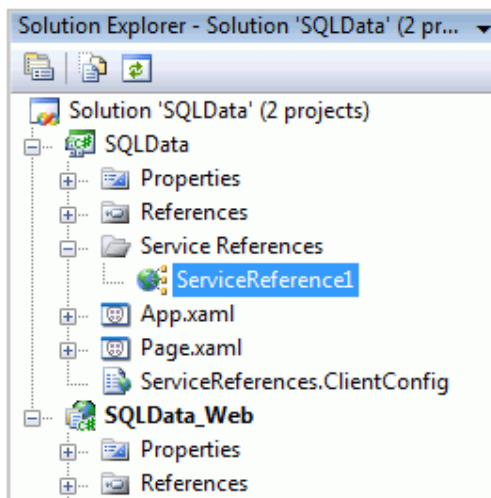 Solution Explorer - Solution 'SQLData' (2 pr...
Solution 'SQLData' (2 projects)
SQLData
Properties
References
Service References
ServiceReference1
App.xaml
Page.xaml
ServiceReferences.ClientConfig
SQLData_Web
Properties
References